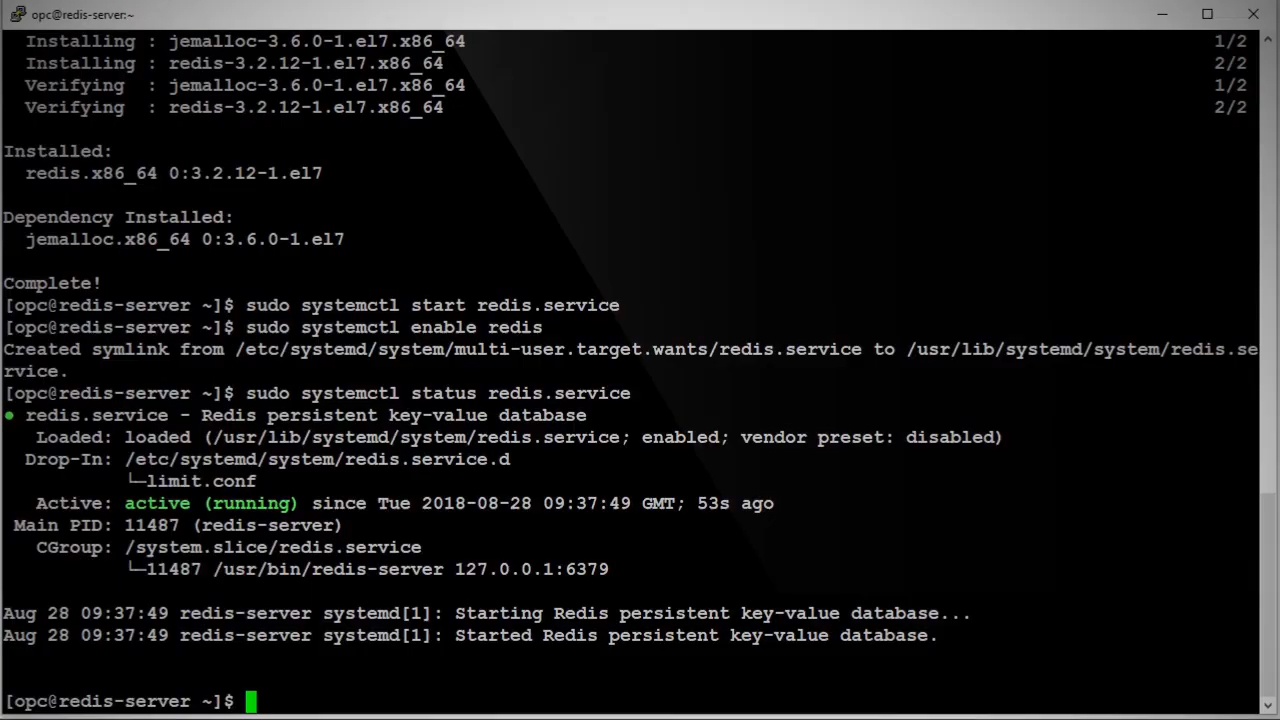 opc@redis-server:~
Installing : jemalloc-3.6.0-1.el7.x86_64 1/2
Installing : redis-3.2.12-1.el7.x86_64 2/2
Verifying : jemalloc-3.6.0-1.el7.x86_64 1/2
Verifying : redis-3.2.12-1.el7.x86_64 2/2
Installed:
redis.x86_64 0:3.2.12-1.el7
Dependency Installed:
jemalloc.x86_64 0:3.6.0-1.el7
Complete!
[opc@redis-server ~]$ sudo systemctl start redis.service
[opc@redis-server ~]$ sudo systemctl enable redis
Created symlink from /etc/systemd/system/multi-user.target.wants/redis.service to /usr/lib/systemd/system/redis.se
rvice.
[opc@redis-server ~]$ sudo systemctl status redis.service
● redis.service - Redis persistent key-value database
Loaded: loaded (/usr/lib/systemd/system/redis.service; enabled; vendor preset: disabled)
Drop-In: /etc/systemd/system/redis.service.d
└─limit.conf
Active: active (running) since Tue 2018-08-28 09:37:49 GMT; 53s ago
Main PID: 11487 (redis-server)
CGroup: /system.slice/redis.service
└─11487 /usr/bin/redis-server 127.0.0.1:6379
Aug 28 09:37:49 redis-server systemd[1]: Starting Redis persistent key-value database...
Aug 28 09:37:49 redis-server systemd[1]: Started Redis persistent key-value database.
[opc@redis-server ~]$